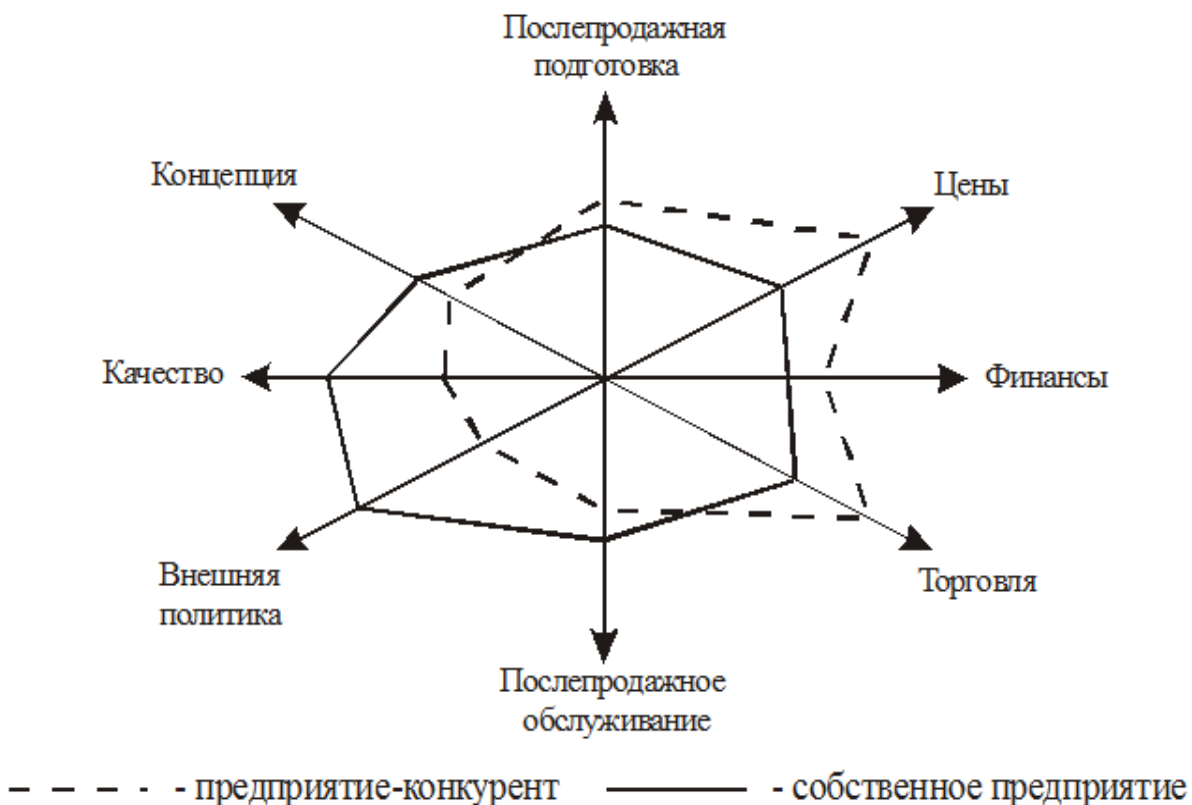 Послепродажная
подготовка
Концепция
Цены
Качество
Финансы
Внешняя
политика
Торговля
Послепродажное
обслуживание
- предприятие-конкурент
- собственное предприятие